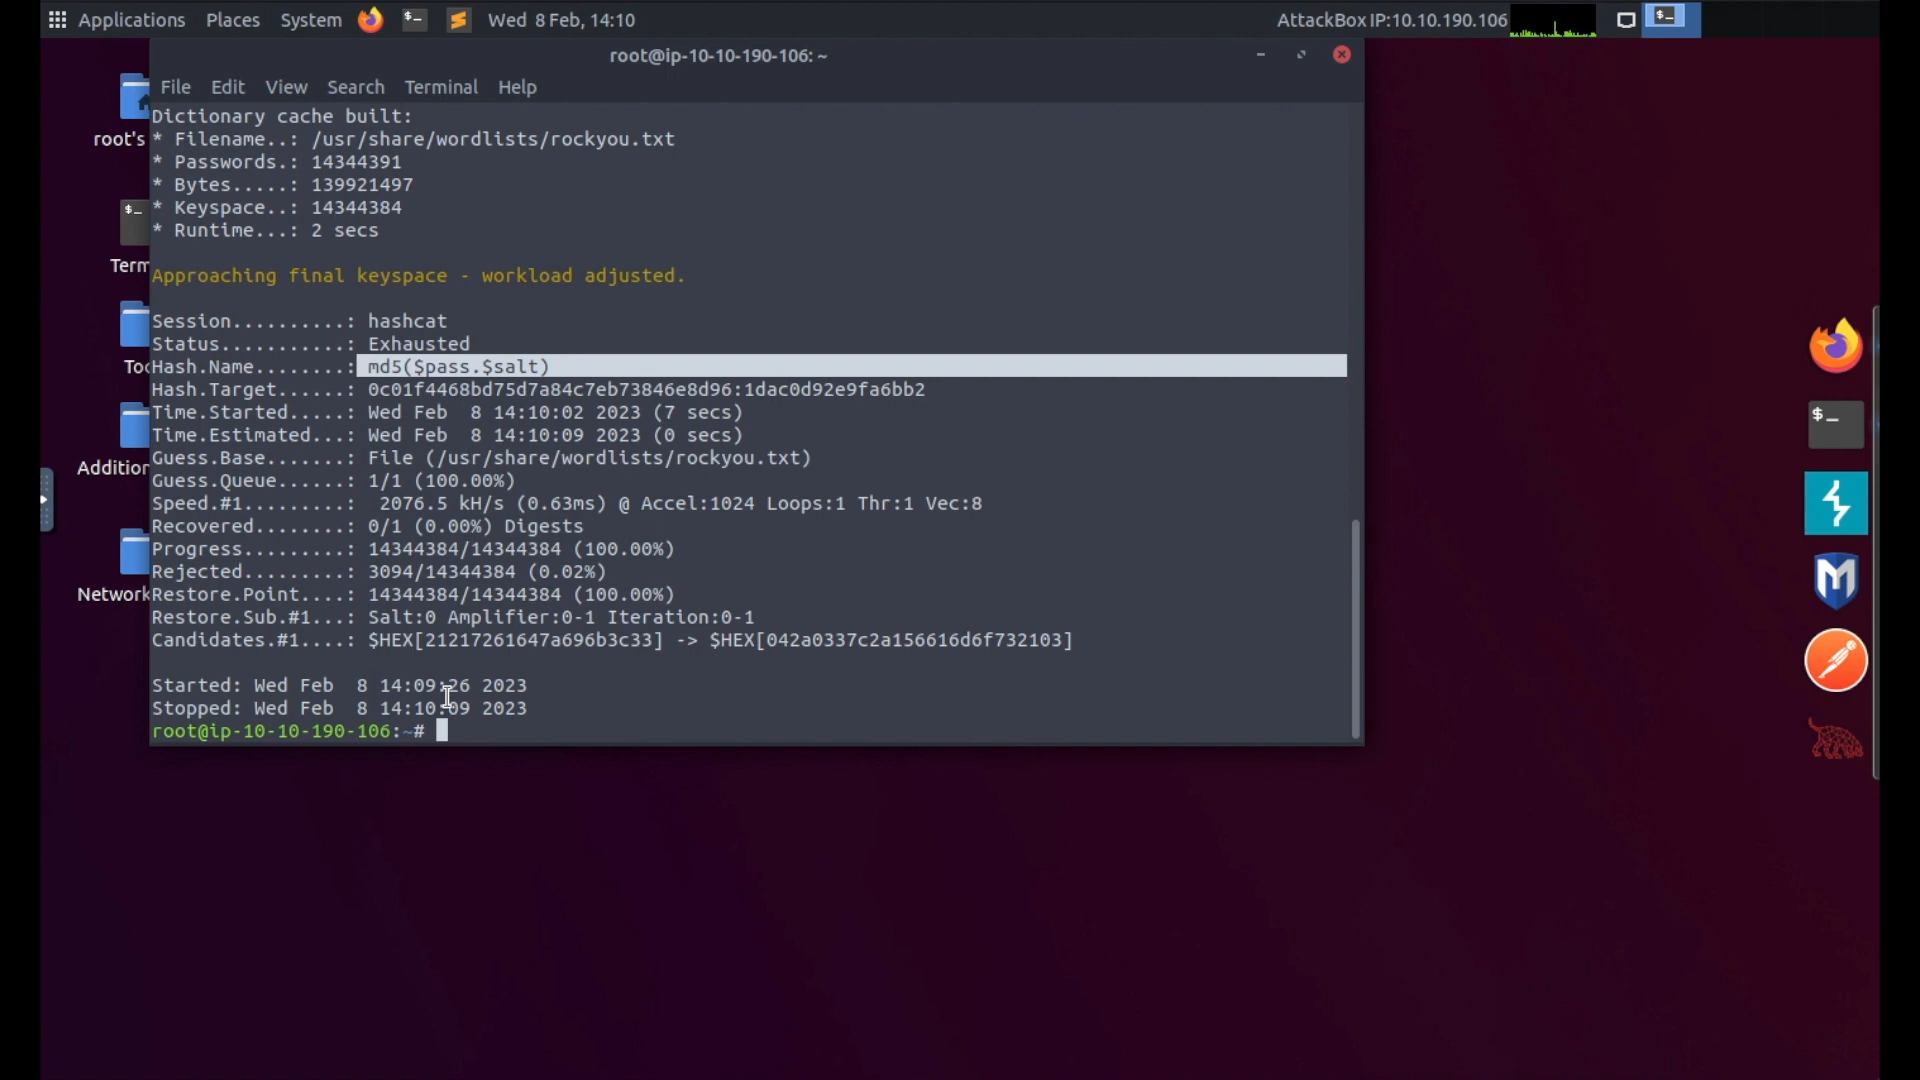 Applications Places System $_ Wed 8 Feb, 14:10 AttackBox IP:10.10.190.106 $_
root@ip-10-10-190-106: ~
File Edit View Search Terminal Help
Dictionary cache built:
* Filename..: /usr/share/wordlists/rockyou.txt
* Passwords.: 14344391
* Bytes.....: 139921497
* Keyspace..: 14344384
* Runtime...: 2 secs
Approaching final keyspace - workload adjusted.
Session..........: hashcat
Status...........: Exhausted
Hash.Name........: md5($pass.$salt)
Hash.Target......: 0c01f4468bd75d7a84c7eb73846e8d96:1dac0d92e9fa6bb2
Time.Started.....: Wed Feb  8 14:10:02 2023 (7 secs)
Time.Estimated...: Wed Feb  8 14:10:09 2023 (0 secs)
Guess.Base.......: File (/usr/share/wordlists/rockyou.txt)
Guess.Queue......: 1/1 (100.00%)
Speed.#1.........:  2076.5 kH/s (0.63ms) @ Accel:1024 Loops:1 Thr:1 Vec:8
Recovered........: 0/1 (0.00%) Digests
Progress.........: 14344384/14344384 (100.00%)
Rejected.........: 3094/14344384 (0.02%)
Restore.Point....: 14344384/14344384 (100.00%)
Restore.Sub.#1...: Salt:0 Amplifier:0-1 Iteration:0-1
Candidates.#1....: $HEX[21217261647a696b3c33] -> $HEX[042a0337c2a156616d6f732103]
Started: Wed Feb  8 14:09:26 2023
Stopped: Wed Feb  8 14:10:09 2023
root@ip-10-10-190-106:~#
root's
$_
Term
Too
Addition
Network
$_